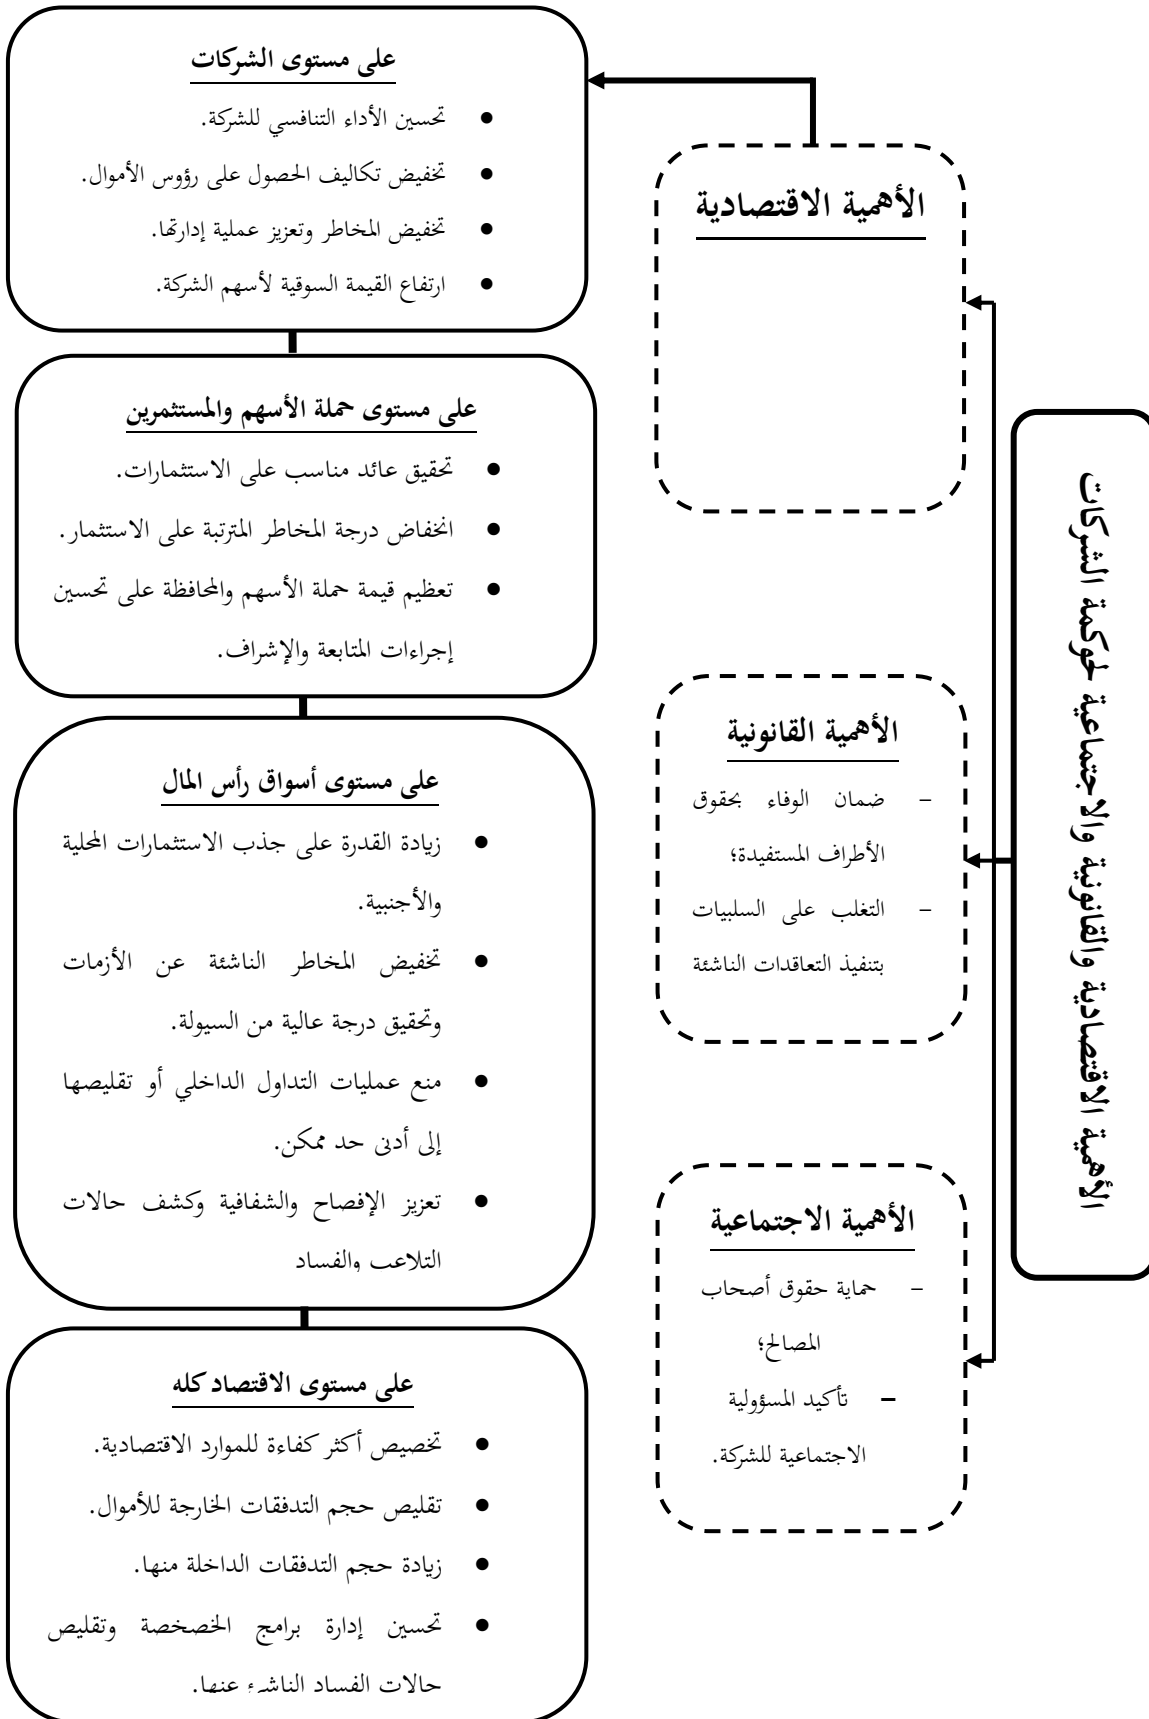 الأهمية الاقتصادية والقانونية والاجتماعية لحوكمة الشركات
الأهمية الاقتصادية
على مستوى الشركات
● تحسين الأداء التنافسي للشركة.
● تخفيض تكاليف الحصول على رؤوس الأموال.
● تخفيض المخاطر وتعزيز عملية إدارتها.
● ارتفاع القيمة السوقية لأسهم الشركة.
على مستوى حملة الأسهم والمستثمرين
● تحقيق عائد مناسب على الاستثمارات.
● انخفاض درجة المخاطر المترتبة على الاستثمار.
● تعظيم قيمة حملة الأسهم والمحافظة على تحسين
إجراءات المتابعة والإشراف.
على مستوى أسواق رأس المال
● زيادة القدرة على جذب الاستثمارات المحلية
والأجنبية.
● تخفيض المخاطر الناشئة عن الأزمات
وتحقيق درجة عالية من السيولة.
● منع عمليات التداول الداخلي أو تقليصها
إلى أدنى حد ممكن.
● تعزيز الإفصاح والشفافية وكشف حالات
التلاعب والفساد
على مستوى الاقتصاد كله
● تخصيص أكثر كفاءة للموارد الاقتصادية.
● تقليص حجم التدفقات الخارجة للأموال.
● زيادة حجم التدفقات الداخلة منها.
● تحسين إدارة برامج الخصخصة وتقليص
حالات الفساد الناشئ عنها.
الأهمية القانونية
– ضمان الوفاء بحقوق
الأطراف المستفيدة؛
– التغلب على السلبيات
بتنفيذ التعاقدات الناشئة
الأهمية الاجتماعية
– حماية حقوق أصحاب
المصالح؛
– تأكيد المسؤولية
الاجتماعية للشركة.